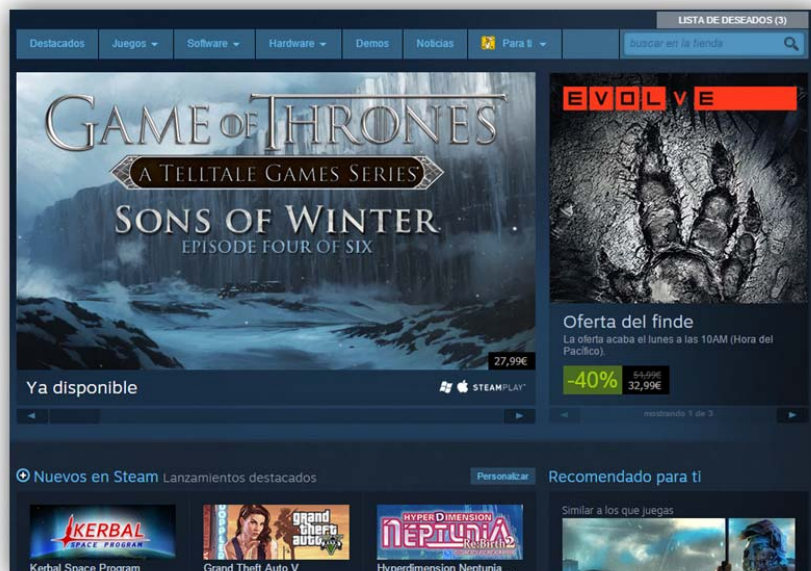 LISTA DE DESEADOS (3)
Destacados Juegos Software Hardware Demos Noticias Para ti buscar en la tienda
GAME OF THRONES
A TELLTALE GAMES SERIES
SONS OF WINTER
EPISODE FOUR OF SIX
27,99€
Ya disponible
STEAMPLAY
EVOLVE
Oferta del finde
La oferta acaba el lunes a las 10AM (Hora del
Pacífico).
-40% 54,99€
32,99€
mostrando 1 de 3
Nuevos en Steam Lanzamientos destacados Personalizar
KERBAL
SPACE PROGRAM
Kerbal Space Program
grand
theft
auto V
Grand Theft Auto V
HYPERDIMENSION
NEPTUNIA
Re;Birth2
Hyperdimension Neptunia
Recomendado para ti
Similar a los que juegas